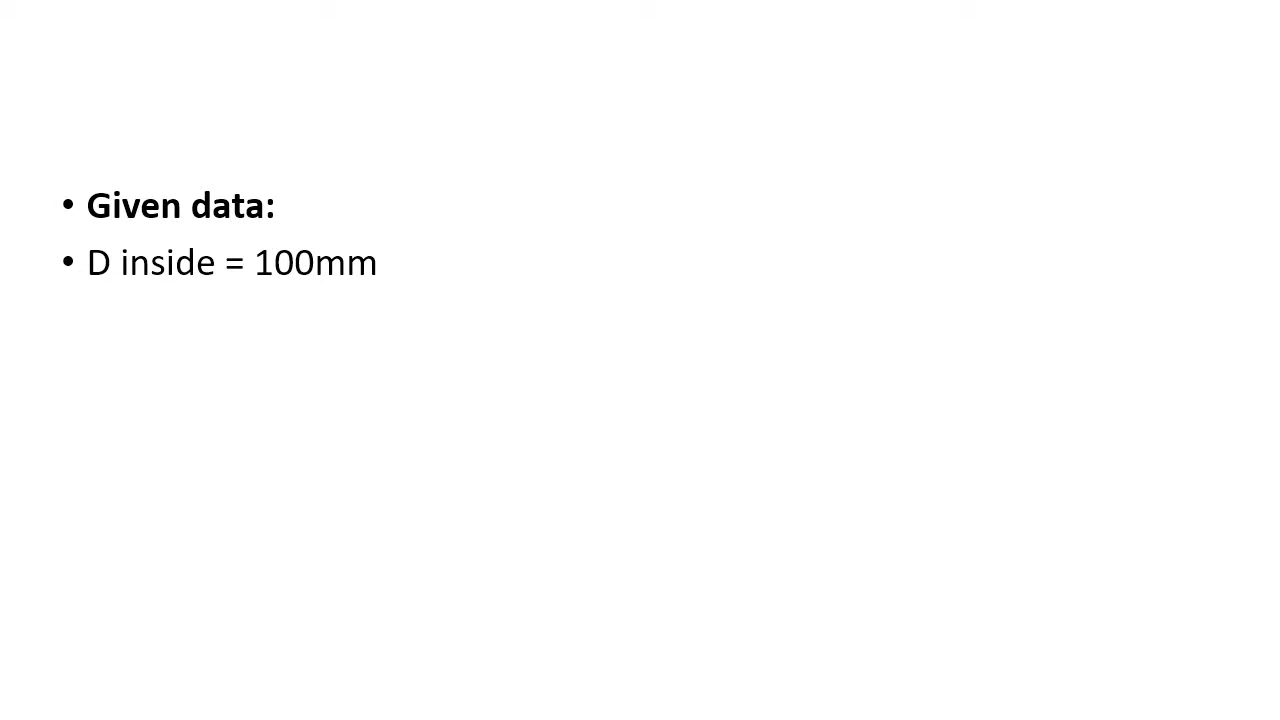 • Given data:
• D inside = 100mm